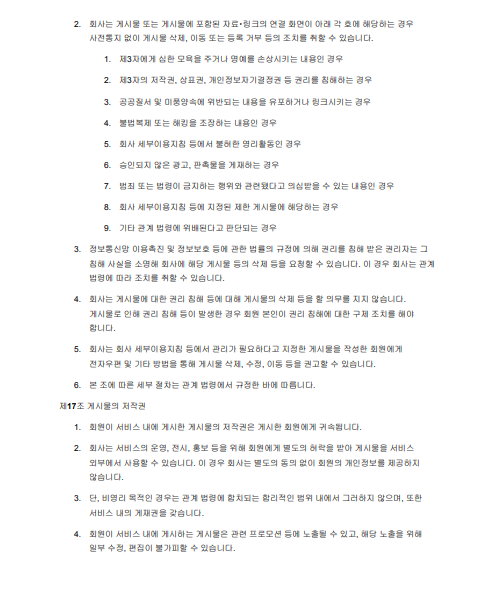 2. 회사는 게시물 또는 게시물에 포함된 자료·링크의 연결 화면이 아래 각 호에 해당하는 경우
사전통지 없이 게시물 삭제, 이동 또는 등록 거부 등의 조치를 취할 수 있습니다.
1. 제3자에게 심한 모욕을 주거나 명예를 손상시키는 내용인 경우
2. 제3자의 저작권, 상표권, 개인정보자기결정권 등 권리를 침해하는 경우
3. 공공질서 및 미풍양속에 위반되는 내용을 유포하거나 링크시키는 경우
4. 불법복제 또는 해킹을 조장하는 내용인 경우
5. 회사 세부이용지침 등에서 불허한 영리활동인 경우
6. 승인되지 않은 광고, 판촉물을 게재하는 경우
7. 범죄 또는 법령이 금지하는 행위와 관련됐다고 의심받을 수 있는 내용인 경우
8. 회사 세부이용지침 등에 지정된 제한 게시물에 해당하는 경우
9. 기타 관계 법령에 위배된다고 판단되는 경우
3. 정보통신망 이용촉진 및 정보보호 등에 관한 법률의 규정에 의해 권리를 침해 받은 권리자는 그
침해 사실을 소명해 회사에 해당 게시물 등의 삭제 등을 요청할 수 있습니다. 이 경우 회사는 관계
법령에 따라 조치를 취할 수 있습니다.
4. 회사는 게시물에 대한 권리 침해 등에 대해 게시물의 삭제 등을 할 의무를 지지 않습니다.
게시물로 인해 권리 침해 등이 발생한 경우 회원 본인이 권리 침해에 대한 구제 조치를 해야
합니다.
5. 회사는 회사 세부이용지침 등에서 관리가 필요하다고 지정한 게시물을 작성한 회원에게
전자우편 및 기타 방법을 통해 게시물 삭제, 수정, 이동 등을 권고할 수 있습니다.
6. 본 조에 따른 세부 절차는 관계 법령에서 규정한 바에 따릅니다.
제17조 게시물의 저작권
1. 회원이 서비스 내에 게시한 게시물의 저작권은 게시한 회원에게 귀속됩니다.
2. 회사는 서비스의 운영, 전시, 홍보 등을 위해 회원에게 별도의 허락을 받아 게시물을 서비스
외부에서 사용할 수 있습니다. 이 경우 회사는 별도의 동의 없이 회원의 개인정보를 제공하지
않습니다.
3. 단, 비영리 목적인 경우는 관계 법령에 합치되는 합리적인 범위 내에서 그러하지 않으며, 또한
서비스 내의 게재권을 갖습니다.
4. 회원이 서비스 내에 게시하는 게시물은 관련 프로모션 등에 노출될 수 있고, 해당 노출을 위해
일부 수정, 편집이 불가피할 수 있습니다.